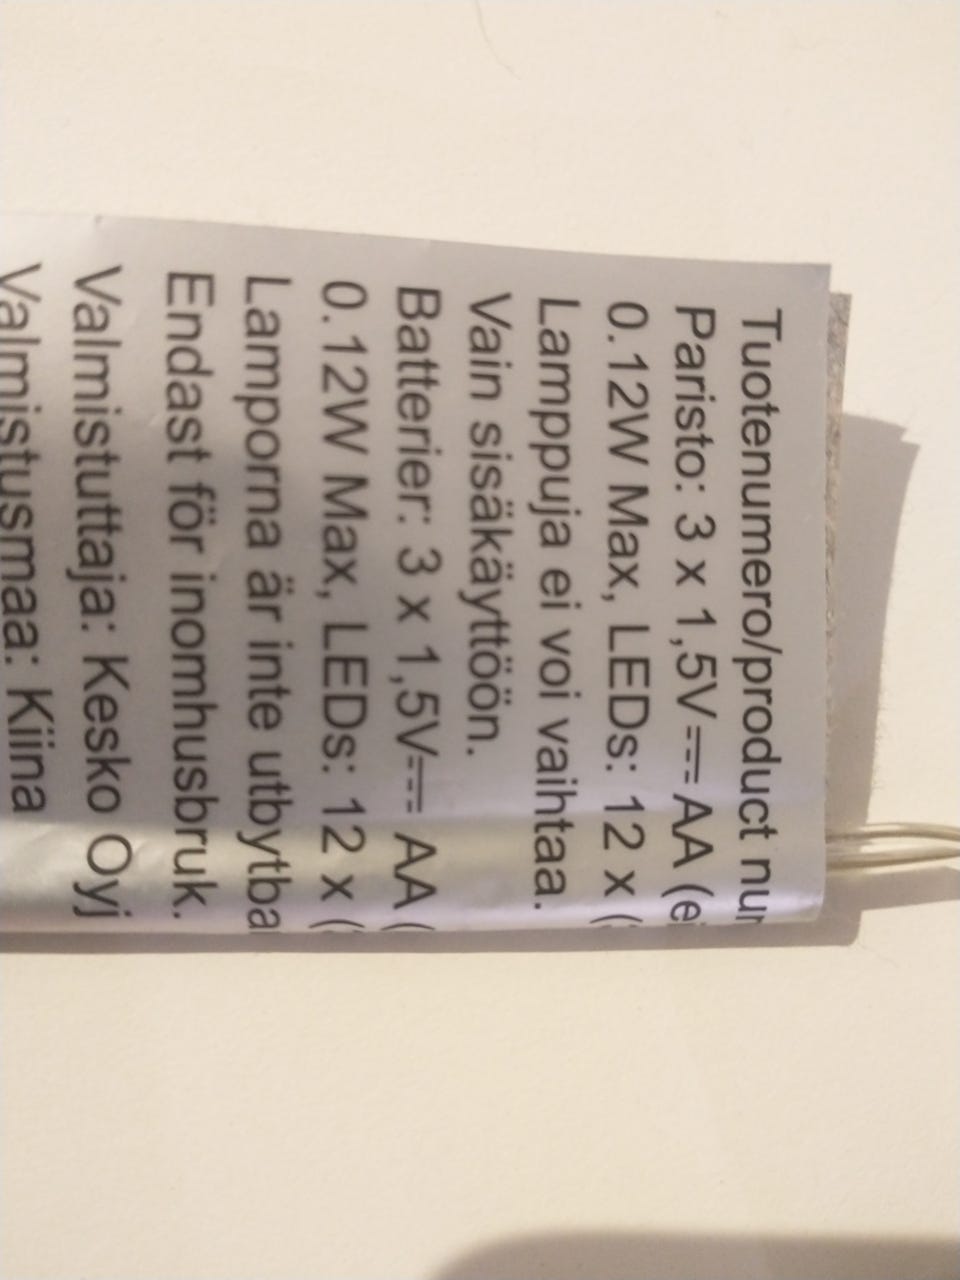 Tuotenumero/product
Paristo: 3 x 1,5V⎓ AA
0.12W Max, LEDs: 12 x (
Lamppuja ei voi vaihtaa.
Vain sisäkäyttöön.
Batterier: 3 x 1,5V⎓ AA (
0.12W Max, LEDs: 12 x (
Lamporna är inte
Endast för inomhusbruk.
Valmistuttaja: Kesko Oyj
Valmistusmaa: Kiina